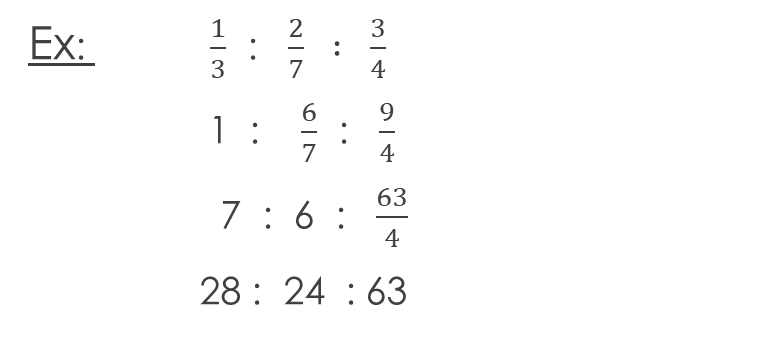 Ex: 1/3 : 2/7 : 3/4
1 : 6/7 : 9/4
7 : 6 : 63/4
28 : 24 : 63